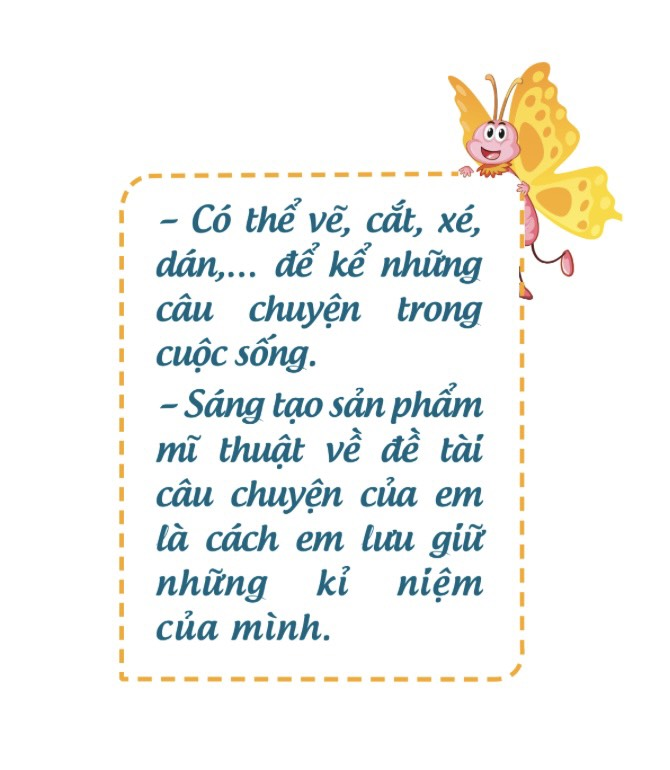 – Có thể vẽ, cắt, xé,
dán,... để kể những
câu chuyện trong
cuộc sống.
– Sáng tạo sản phẩm
mĩ thuật về đề tài
câu chuyện của em
là cách em lưu giữ
những kỉ niệm
của mình.